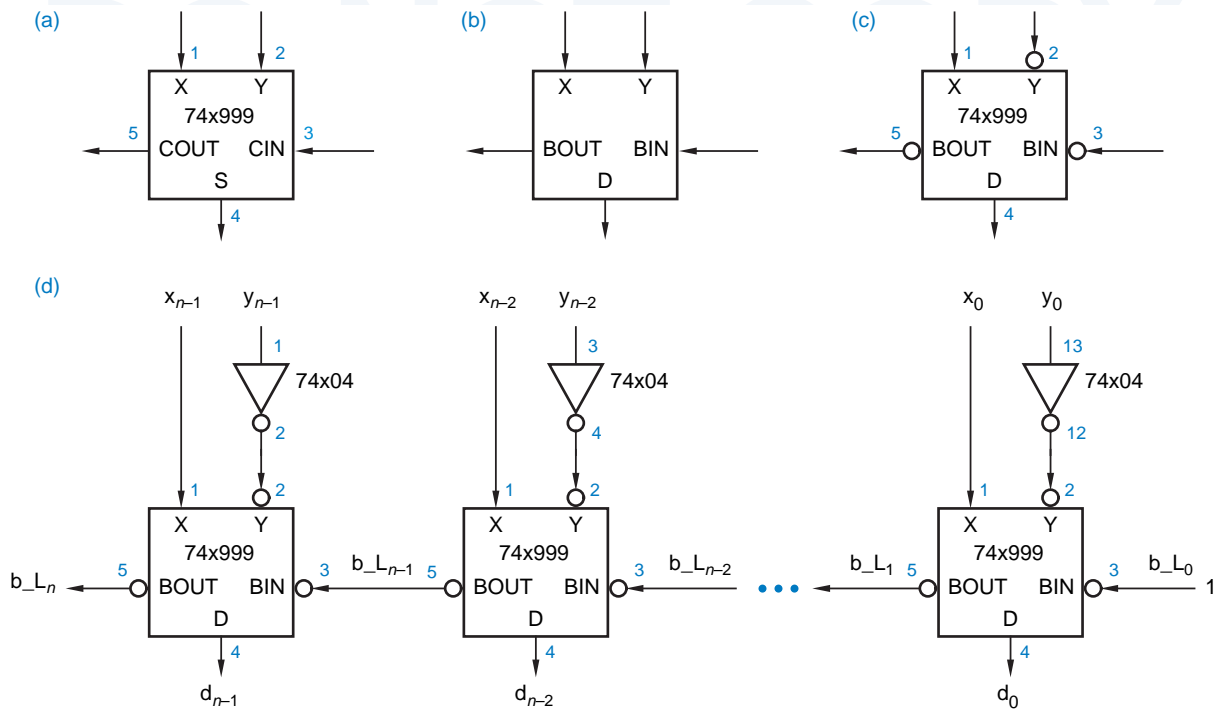 (a)
(b)
(c)
1 2
1 2
X Y
X Y
X Y
74x999
74x999
5 COUT CIN 3
BOUT BIN
5 BOUT BIN 3
S
D
D
4
4
(d)
xn–1 yn–1
xn–2 yn–2
x0 y0
1
3
13
74x04
74x04
74x04
2
4
12
1 2
1 2
1 2
X Y
X Y
X Y
74x999
74x999
74x999
b_Ln 5 BOUT BIN 3 b_Ln–1 5 BOUT BIN 3 b_Ln–2 b_L1 5 BOUT BIN 3 b_L0 1
D
D
D
4
4
4
dn–1
dn–2
d0